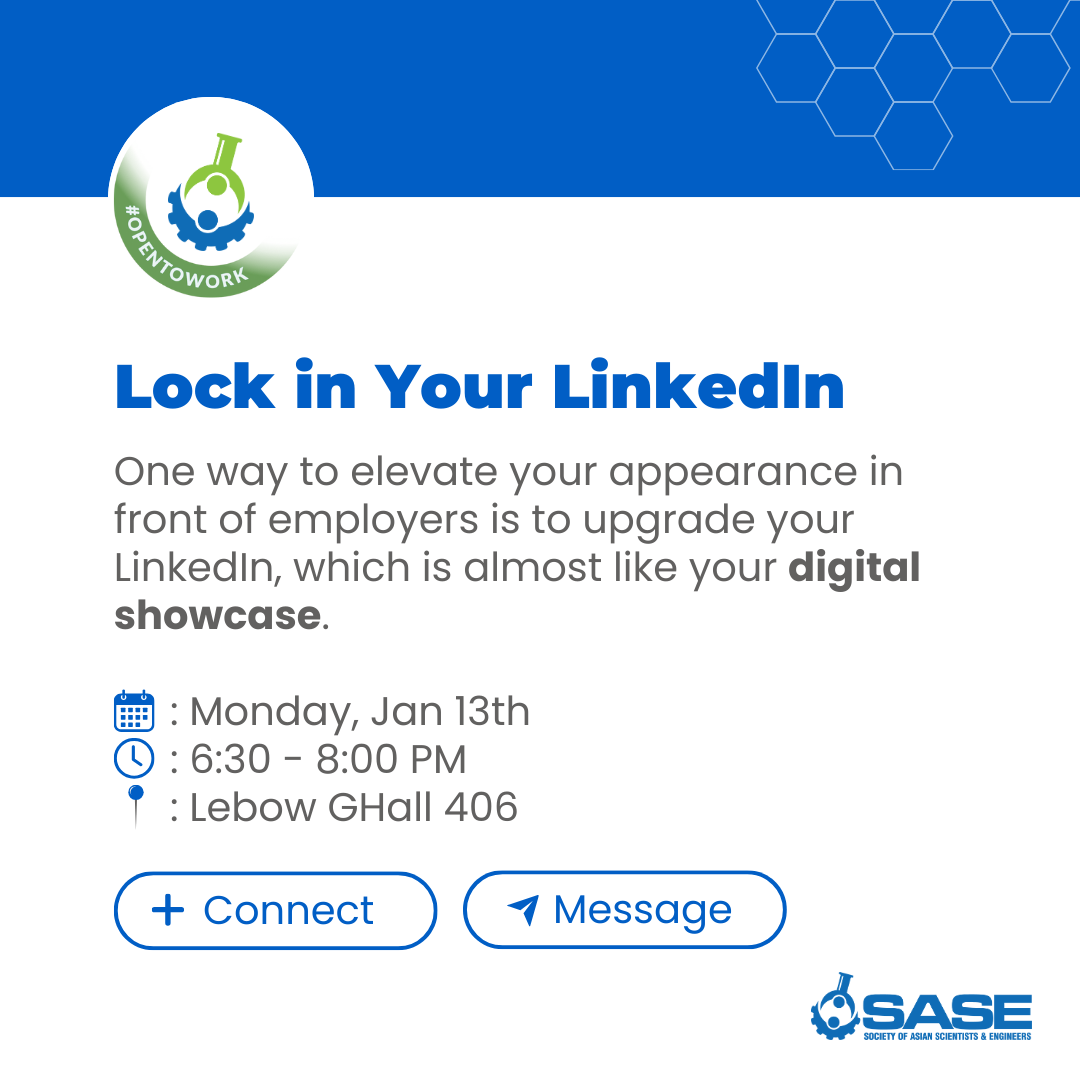 #OPENTOWORK
Lock in Your LinkedIn
One way to elevate your appearance in
front of employers is to upgrade your
LinkedIn, which is almost like your digital
showcase.
: Monday, Jan 13th
: 6:30 - 8:00 PM
: Lebow GHall 406
+ Connect
Message
SASE
SOCIETY OF ASIAN SCIENTISTS & ENGINEERS